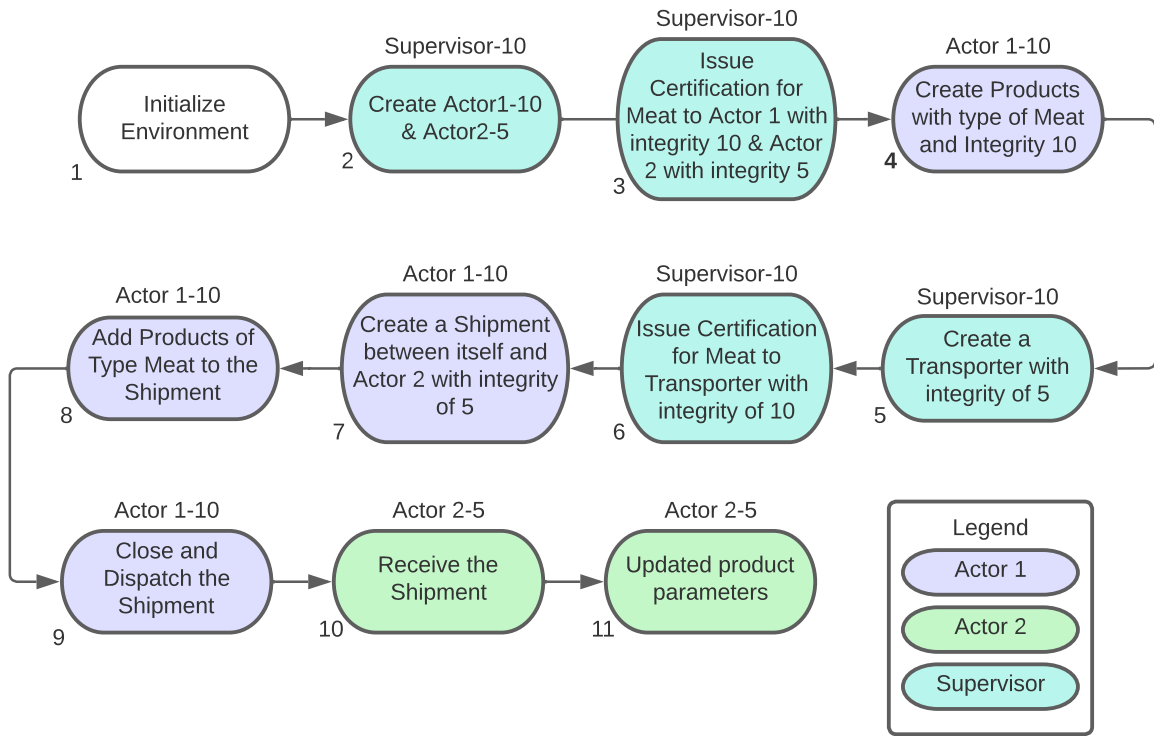 Supervisor-10
Supervisor-10
Actor 1-10
Initialize
Environment
1
Create Actor1-10
& Actor2-5
2
Issue
Certification for
Meat to Actor 1 with
integrity 10 & Actor
2 with integrity 5
3
Create Products
with type of Meat
and Integrity 10
4
Supervisor-10
Create a
Transporter with
integrity of 5
5
Supervisor-10
Issue Certification
for Meat to
Transporter with
integrity of 10
6
Actor 1-10
Create a Shipment
between itself and
Actor 2 with integrity
of 5
7
Actor 1-10
Add Products of
Type Meat to the
Shipment
8
Actor 1-10
Close and
Dispatch the
Shipment
9
Actor 2-5
Receive the
Shipment
10
Actor 2-5
Updated product
parameters
11
Legend
Actor 1
Actor 2
Supervisor